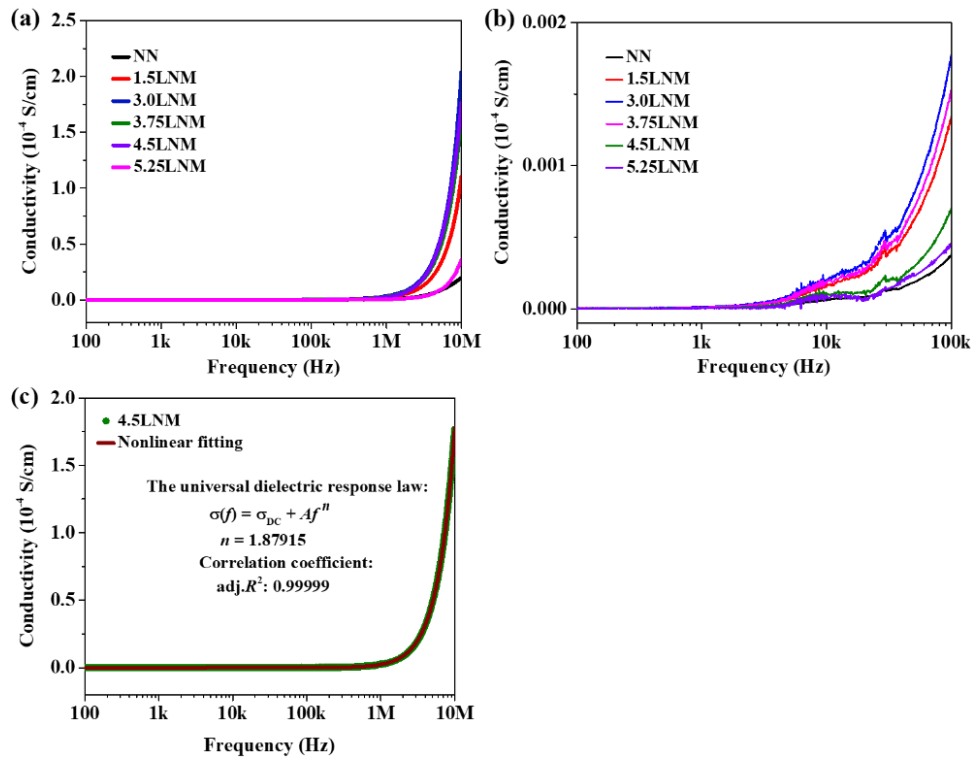 (a)
2.5
2.0
1.5
1.0
0.5
0.0
Conductivity (10⁻⁴ S/cm)
NN
1.5LNM
3.0LNM
3.75LNM
4.5LNM
5.25LNM
100 1k 10k 100k 1M 10M
Frequency (Hz)
(b)
0.002
0.001
0.000
Conductivity (10⁻⁴ S/cm)
NN
1.5LNM
3.0LNM
3.75LNM
4.5LNM
5.25LNM
100 1k 10k 100k
Frequency (Hz)
(c)
2.0
1.5
1.0
0.5
0.0
Conductivity (10⁻⁴ S/cm)
4.5LNM
Nonlinear fitting
The universal dielectric response law:
σ(f) = σ_DC + Af^n
n = 1.87915
Correlation coefficient:
adj.R²: 0.99999
100 1k 10k 100k 1M 10M
Frequency (Hz)